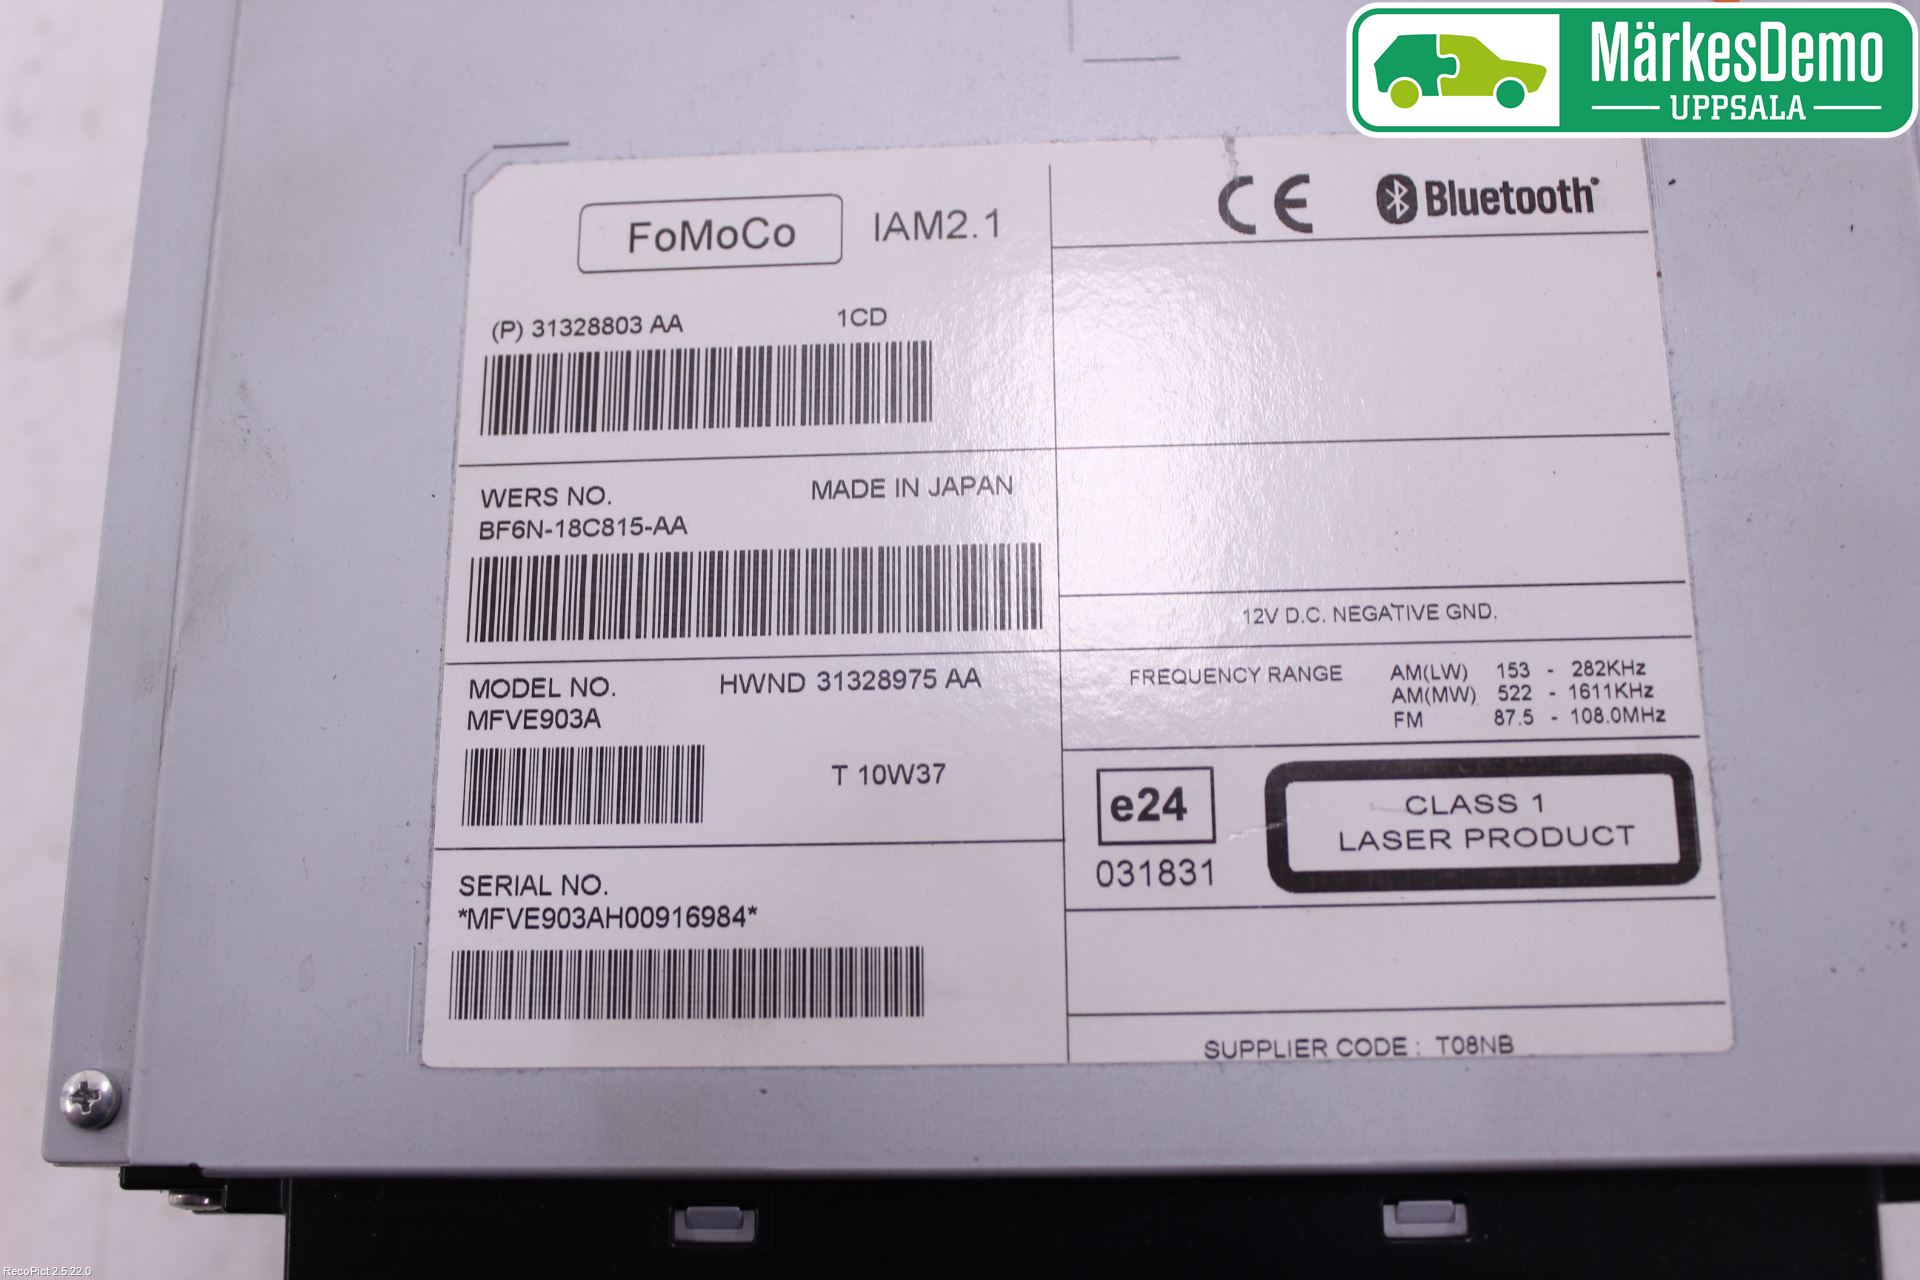 MärkesDemo
UPPSALA
FoMoCo IAM2.1
(P) 31328803 AA 1CD
WERS NO. MADE IN JAPAN
BF6N-18C815-AA
MODEL NO. HWND 31328975 AA
MFVE903A
T 10W37
SERIAL NO.
*MFVE903AH00916984*
CE Bluetooth
12V D.C. NEGATIVE GND.
FREQUENCY RANGE AM(LW) 153 - 282KHz
AM(MW) 522 - 1611KHz
FM 87.5 - 108.0MHz
e24
031831
CLASS 1
LASER PRODUCT
SUPPLIER CODE : T08NB
RecoPict 2.5.22.0